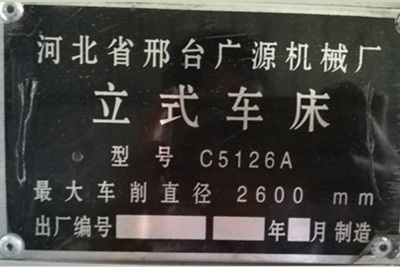 河北省邢台广源机械厂
立式车床
型号 C5126A
最大车削直径 2600 mm
出厂编号 年 月制造